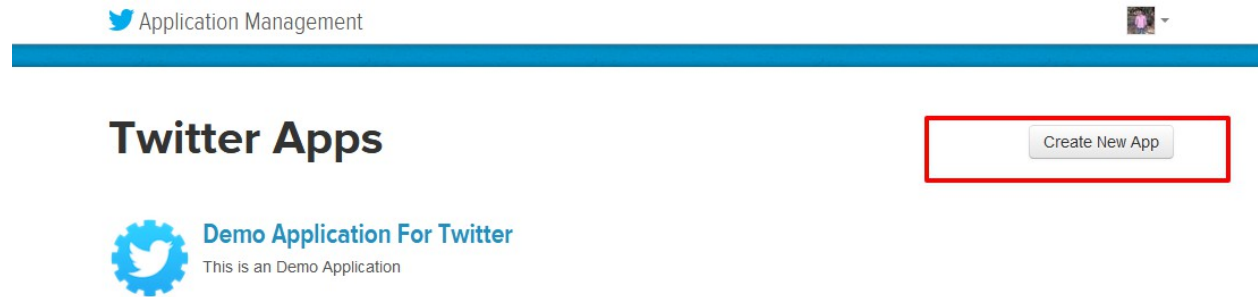 Application Management
Twitter Apps
Create New App
Demo Application For Twitter
This is an Demo Application